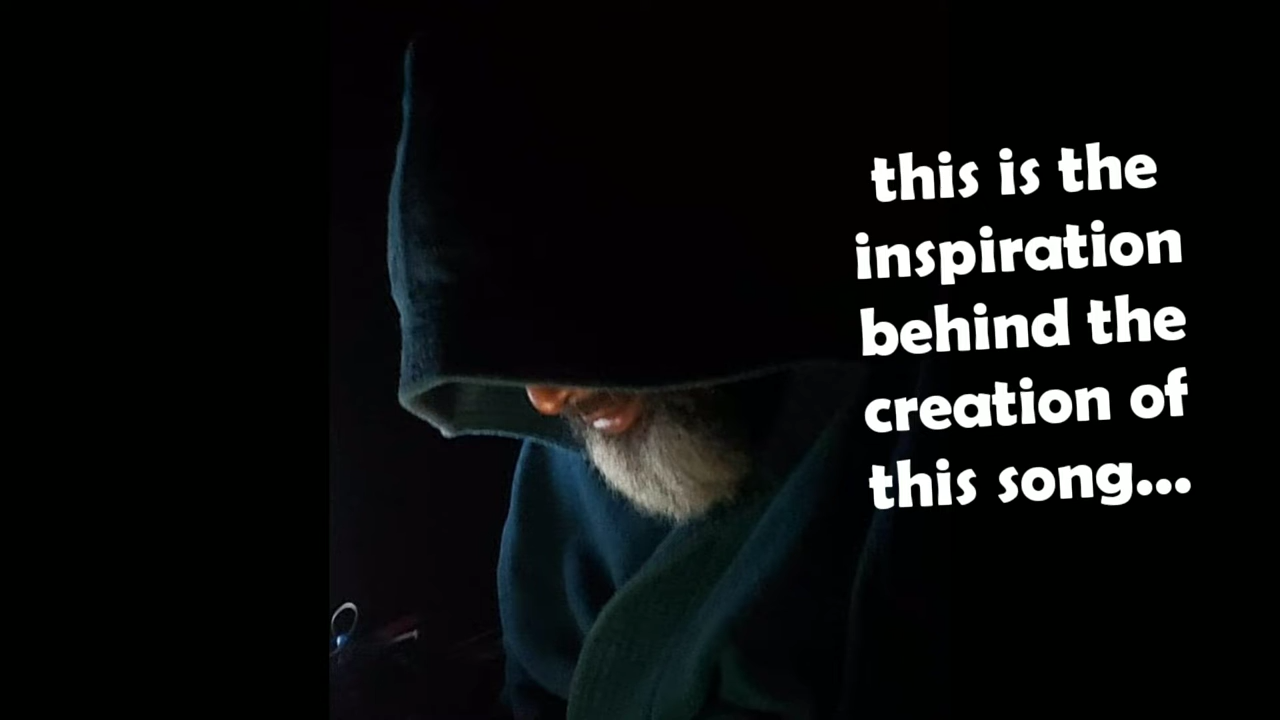 this is the
inspiration
behind the
creation of
this song...